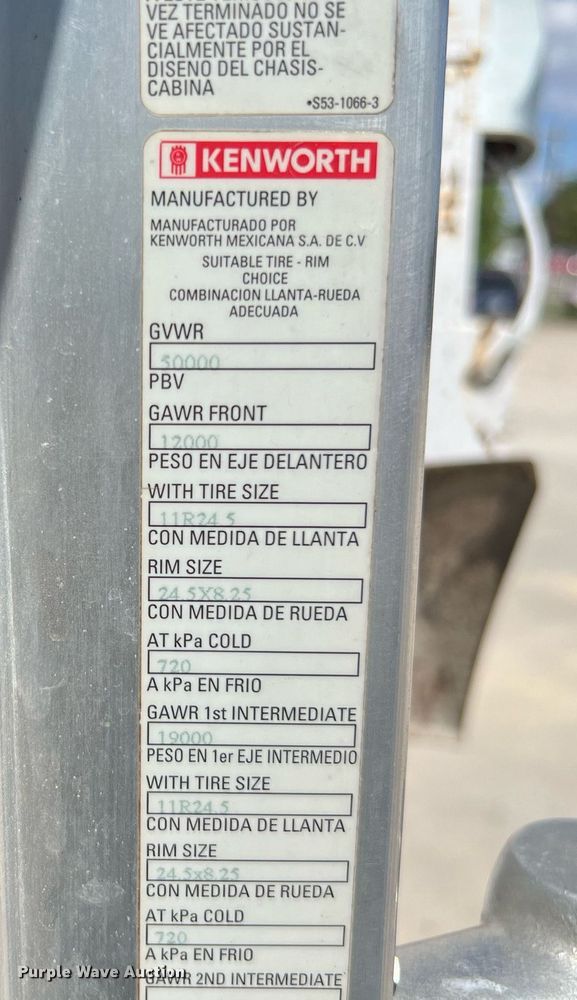 VEZ TERMINADO NO SE
VE AFECTADO SUSTAN-
CIALMENTE POR EL
DISENO DEL CHASIS-
CABINA
•S53-1066-3
KENWORTH
MANUFACTURED BY
MANUFACTURADO POR
KENWORTH MEXICANA S.A. DE C.V
SUITABLE TIRE - RIM
CHOICE
COMBINACION LLANTA-RUEDA
ADECUADA
GVWR
50000
PBV
GAWR FRONT
12000
PESO EN EJE DELANTERO
WITH TIRE SIZE
11R24.5
CON MEDIDA DE LLANTA
RIM SIZE
24.5X8.25
CON MEDIDA DE RUEDA
AT kPa COLD
720
A kPa EN FRIO
GAWR 1st INTERMEDIATE
19000
PESO EN 1er EJE INTERMEDIO
WITH TIRE SIZE
11R24.5
CON MEDIDA DE LLANTA
RIM SIZE
24.5x8.25
CON MEDIDA DE RUEDA
AT kPa COLD
720
A kPa EN FRIO
GAWR 2ND INTERMEDIATE
Purple Wave Auction